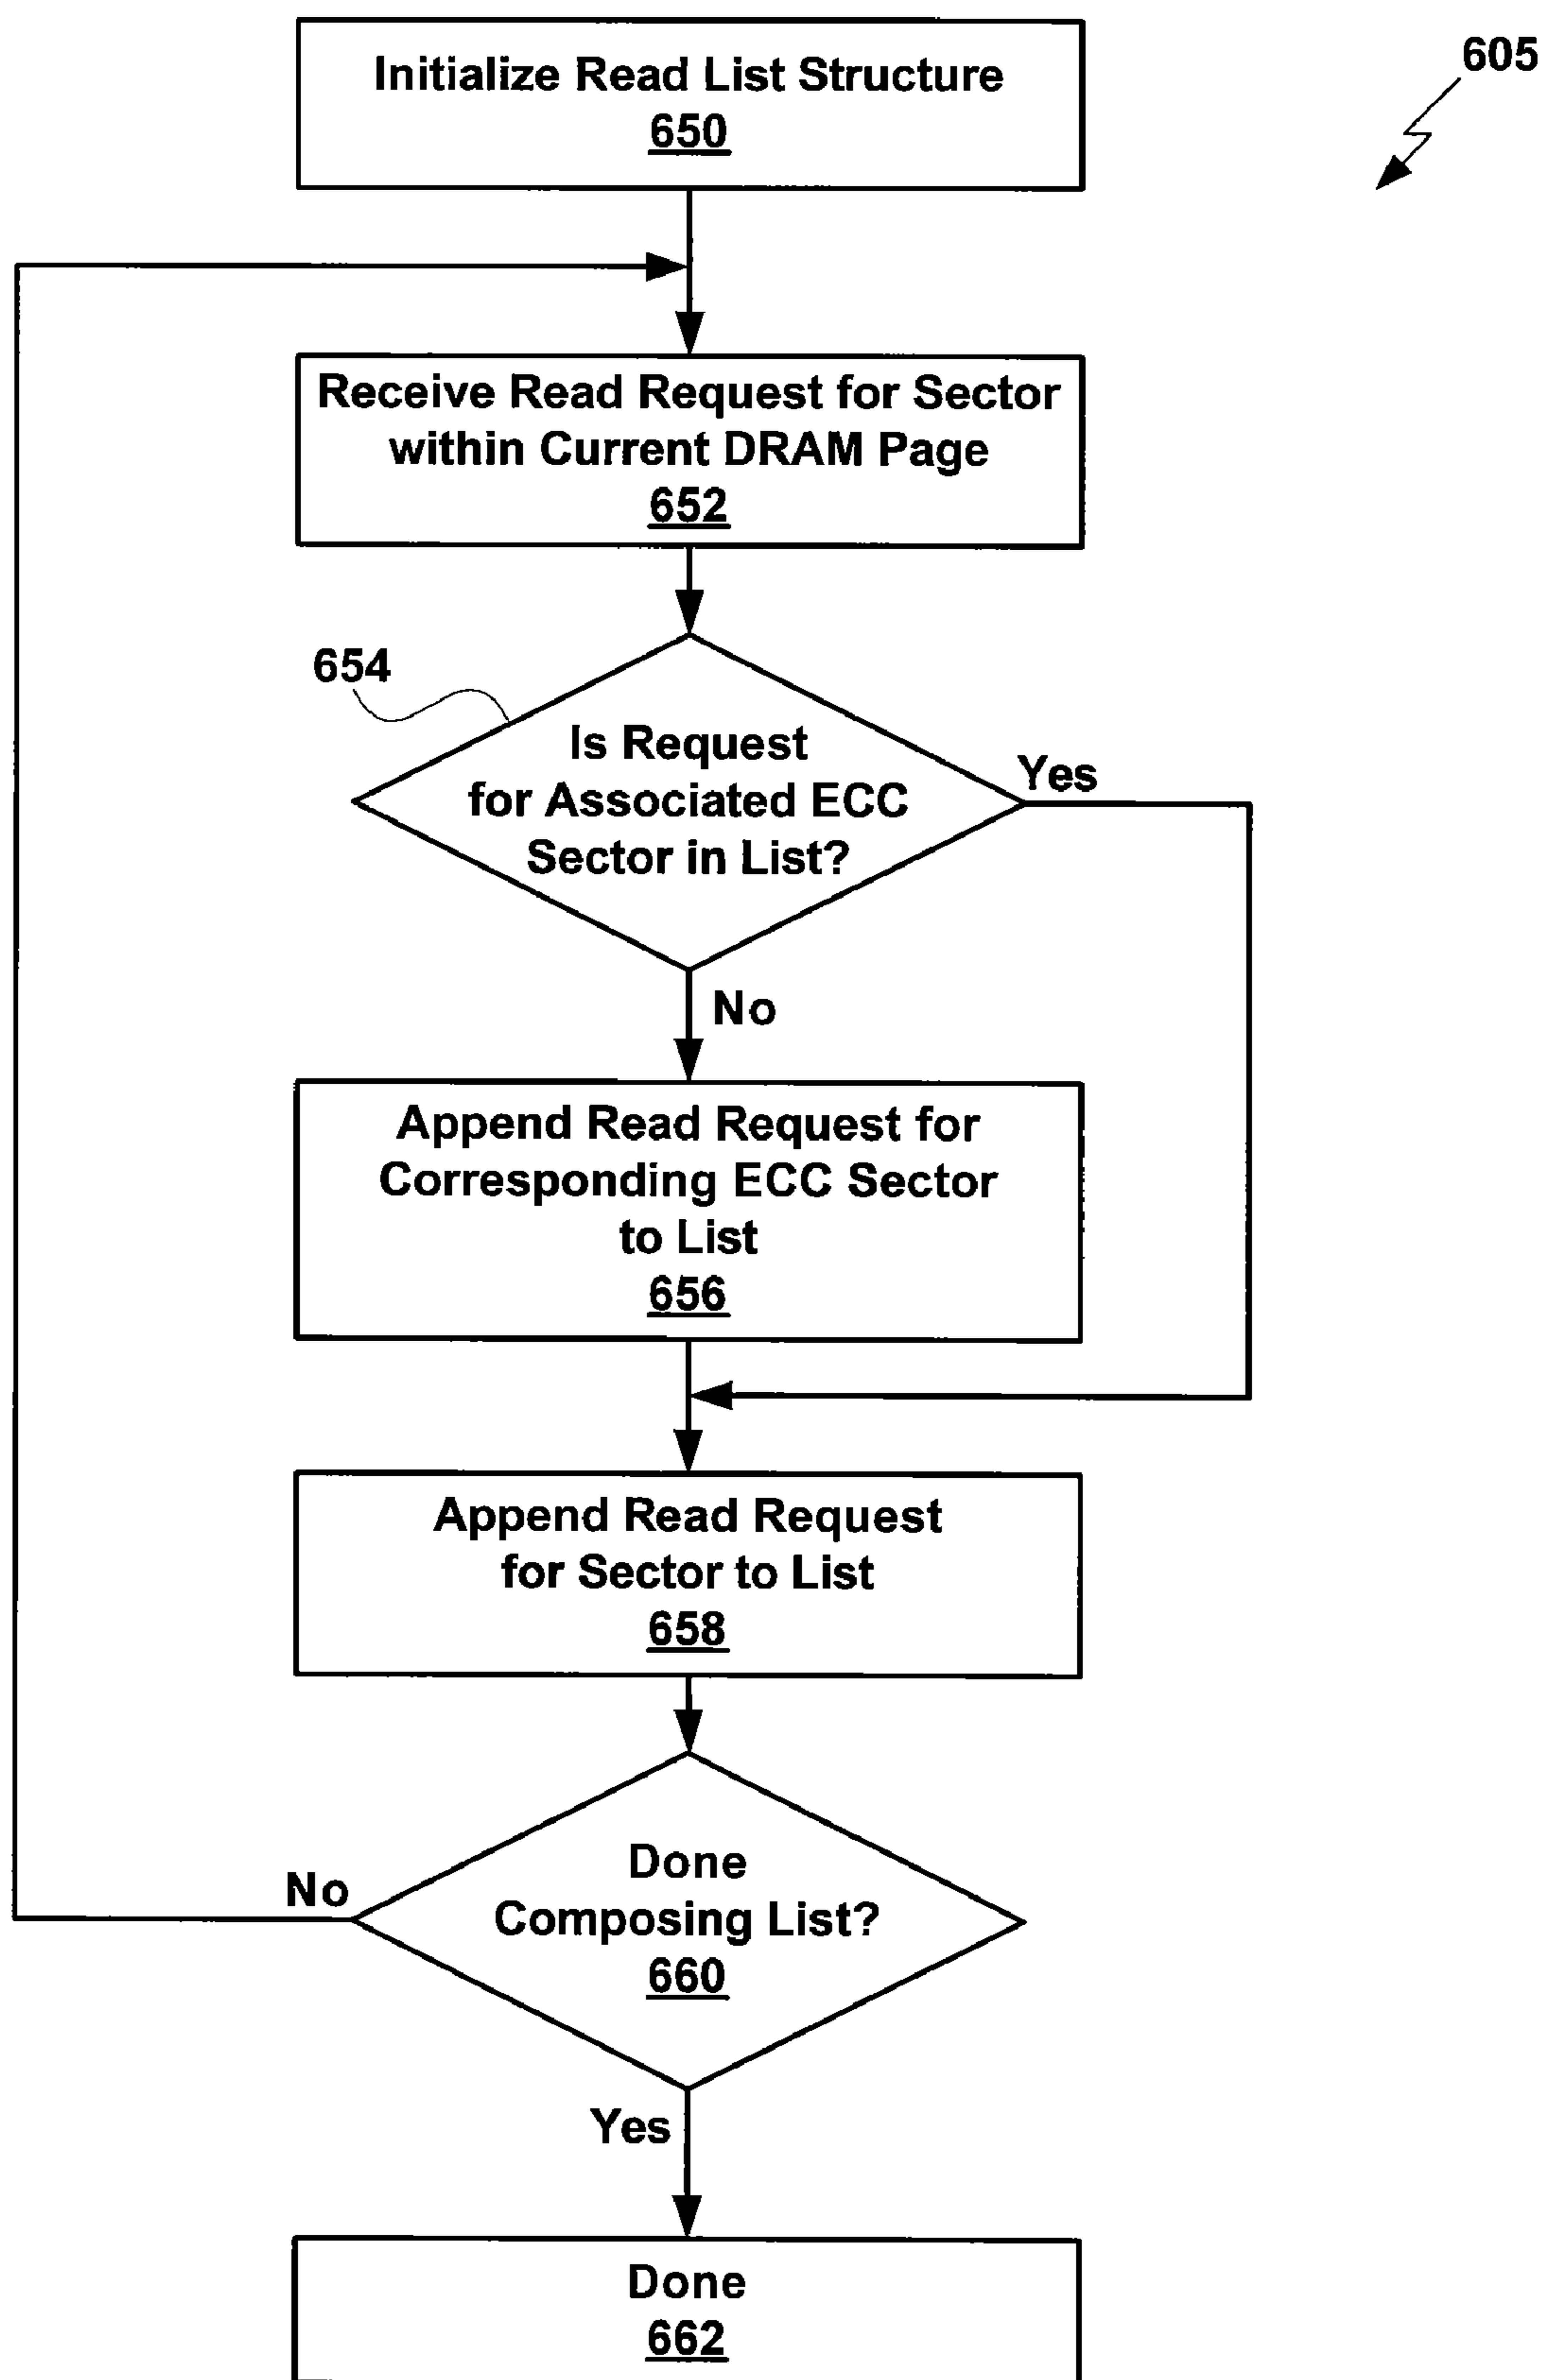 605
Initialize Read List Structure
650
Receive Read Request for Sector
within Current DRAM Page
652
654
Is Request
for Associated ECC
Sector in List?
Yes
No
Append Read Request for
Corresponding ECC Sector
to List
656
Append Read Request
for Sector to List
658
Done
Composing List?
660
No
Yes
Done
662